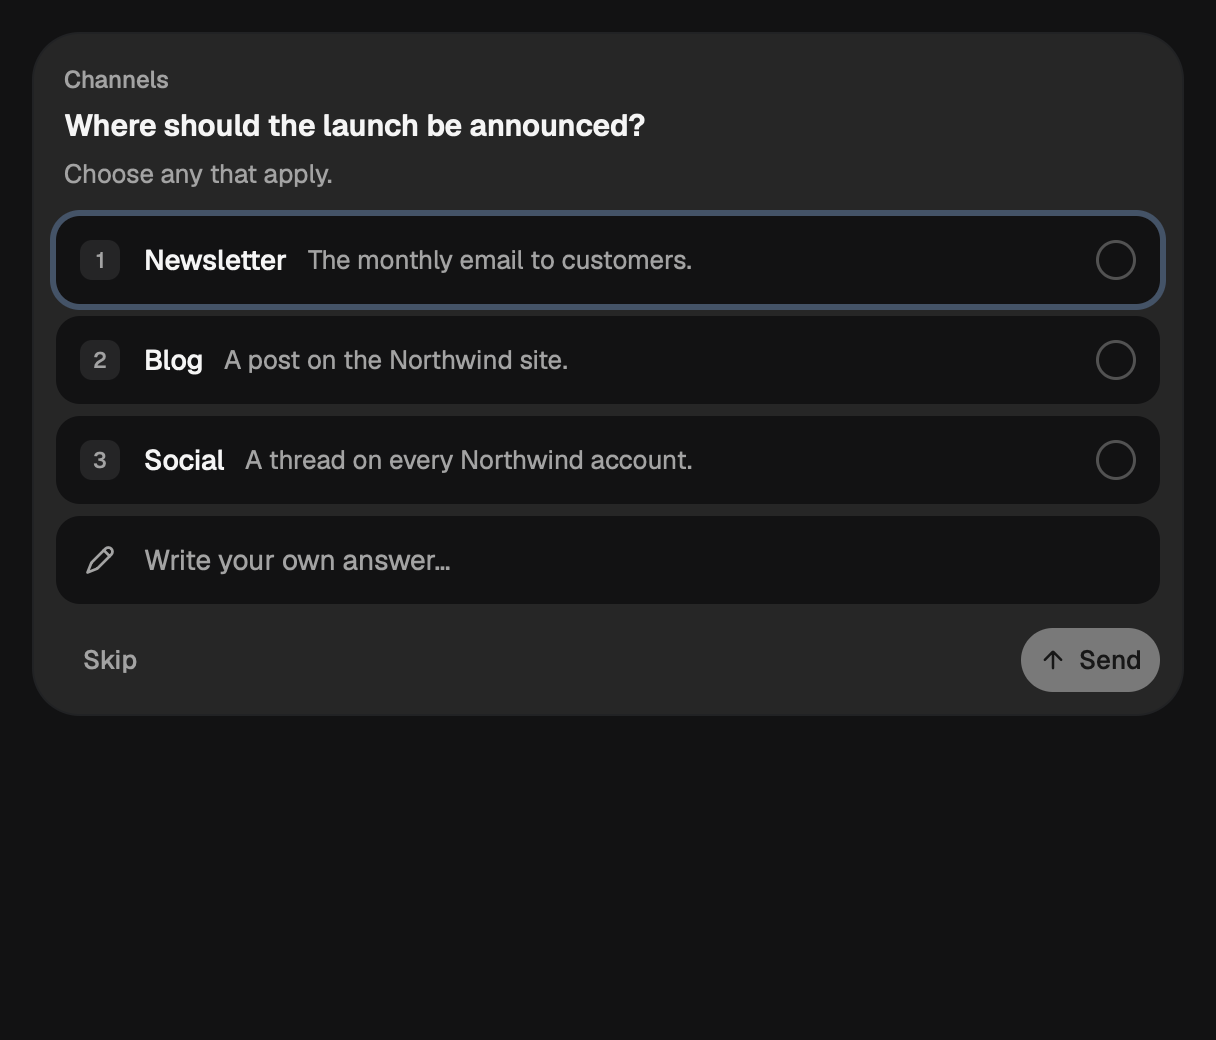 Channels
Where should the launch be announced?
Choose any that apply.
1 Newsletter The monthly email to customers.
2 Blog A post on the Northwind site.
3 Social A thread on every Northwind account.
Write your own answer…
Skip Send